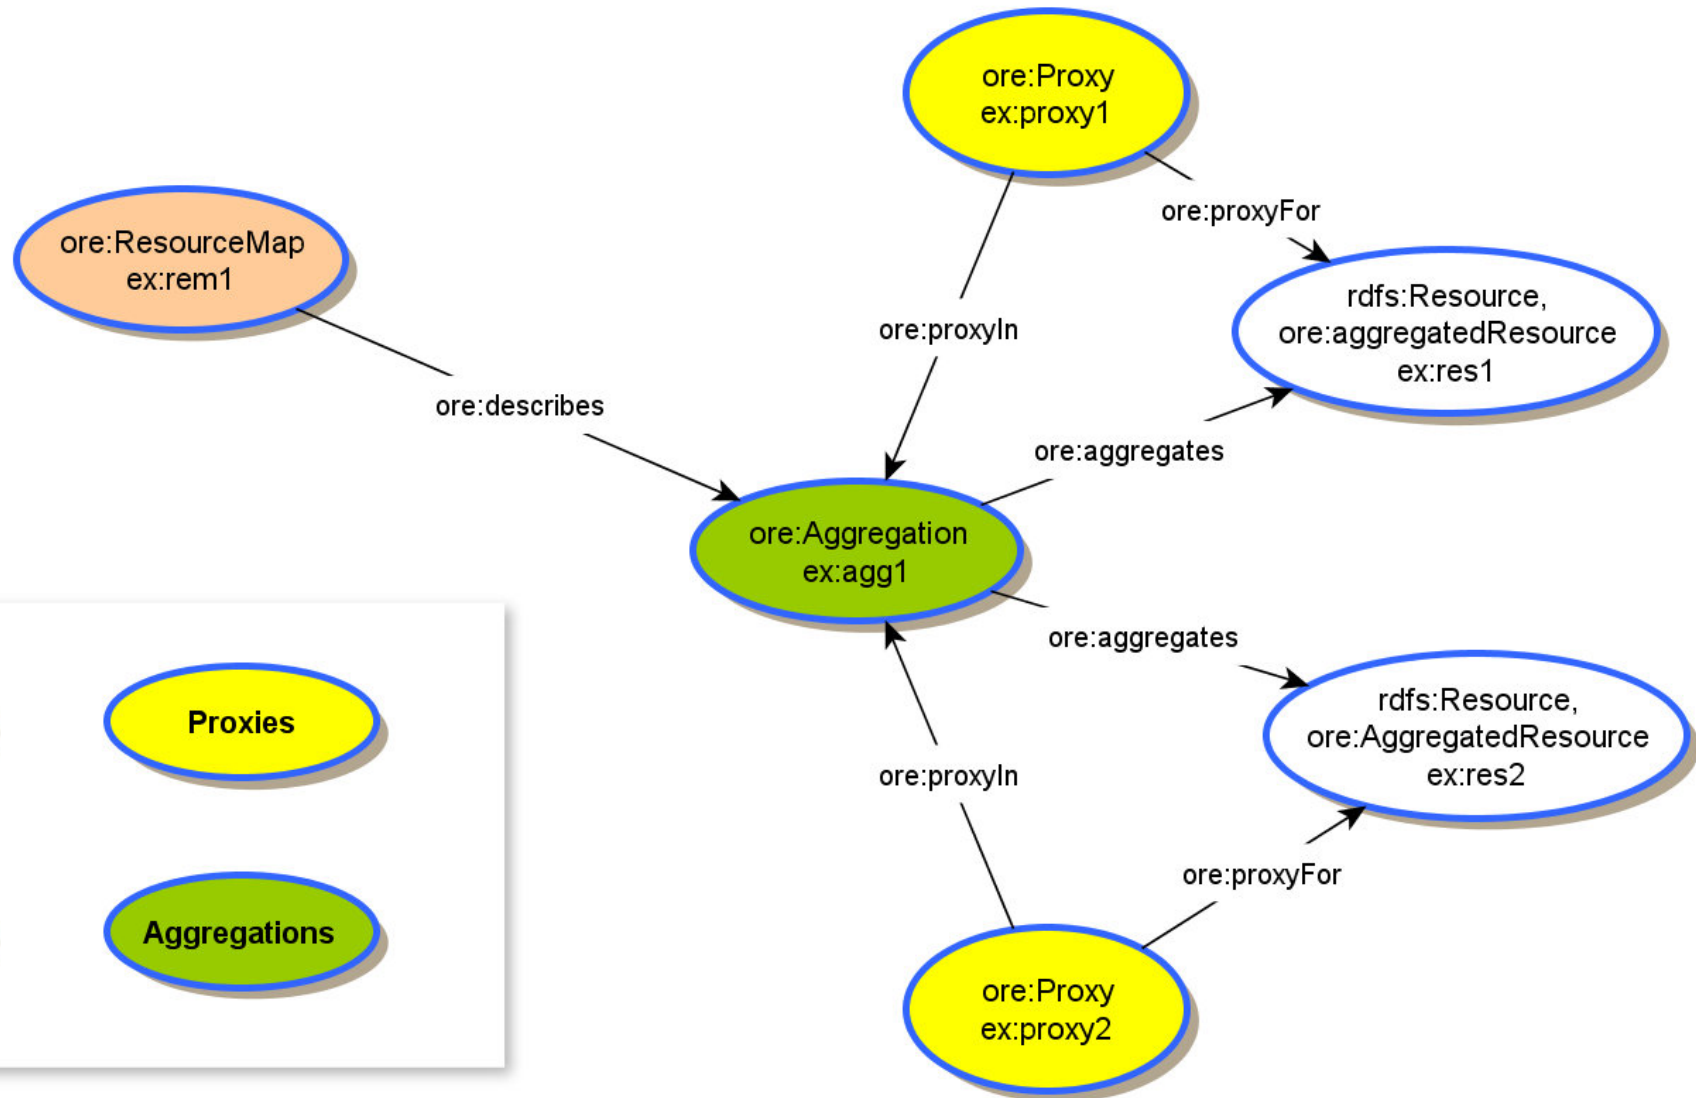 ore:Proxy
ex:proxy1
ore:proxyFor
ore:ResourceMap
ex:rem1
rdfs:Resource,
ore:aggregatedResource
ex:res1
ore:proxyIn
ore:describes
ore:aggregates
ore:Aggregation
ex:agg1
ore:aggregates
rdfs:Resource,
ore:AggregatedResource
ex:res2
Proxies
ore:proxyIn
ore:proxyFor
Aggregations
ore:Proxy
ex:proxy2